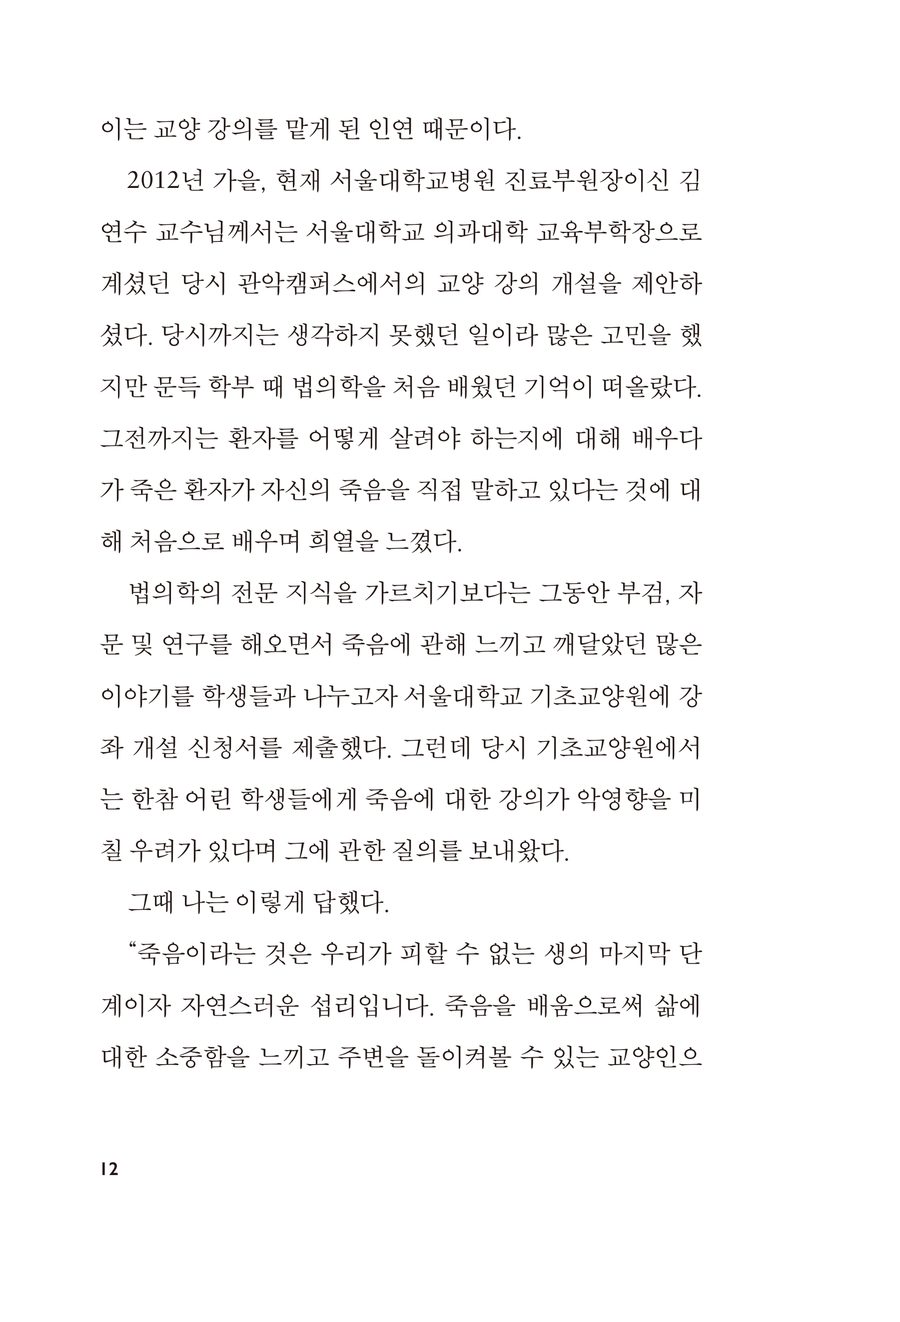 이는 교양 강의를 맡게 된 인연 때문이다.
2012년 가을, 현재 서울대학교병원 진료부원장이신 김
연수 교수님께서는 서울대학교 의과대학 교육부학장으로
계셨던 당시 관악캠퍼스에서의 교양 강의 개설을 제안하
셨다. 당시까지는 생각하지 못했던 일이라 많은 고민을 했
지만 문득 학부 때 법의학을 처음 배웠던 기억이 떠올랐다.
그전까지는 환자를 어떻게 살려야 하는지에 대해 배우다
가 죽은 환자가 자신의 죽음을 직접 말하고 있다는 것에 대
해 처음으로 배우며 희열을 느꼈다.
법의학의 전문 지식을 가르치기보다는 그동안 부검, 자
문 및 연구를 해오면서 죽음에 관해 느끼고 깨달았던 많은
이야기를 학생들과 나누고자 서울대학교 기초교양원에 강
좌 개설 신청서를 제출했다. 그런데 당시 기초교양원에서
는 한참 어린 학생들에게 죽음에 대한 강의가 악영향을 미
칠 우려가 있다며 그에 관한 질의를 보내왔다.
그때 나는 이렇게 답했다.
“죽음이라는 것은 우리가 피할 수 없는 생의 마지막 단
계이자 자연스러운 섭리입니다. 죽음을 배움으로써 삶에
대한 소중함을 느끼고 주변을 돌이켜볼 수 있는 교양인으
12